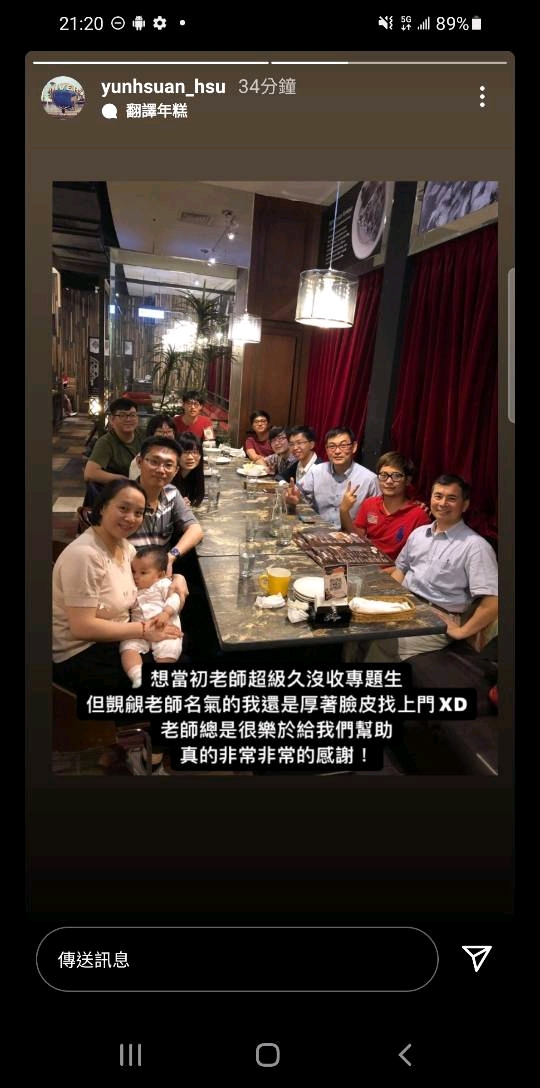 21:20
5G
89%
yunhsuan_hsu 34分鐘
翻譯年糕
想當初老師超級久沒收專題生
但覬覦老師名氣的我還是厚著臉皮找上門XD
老師總是很樂於給我們幫助
真的非常非常的感謝！
傳送訊息